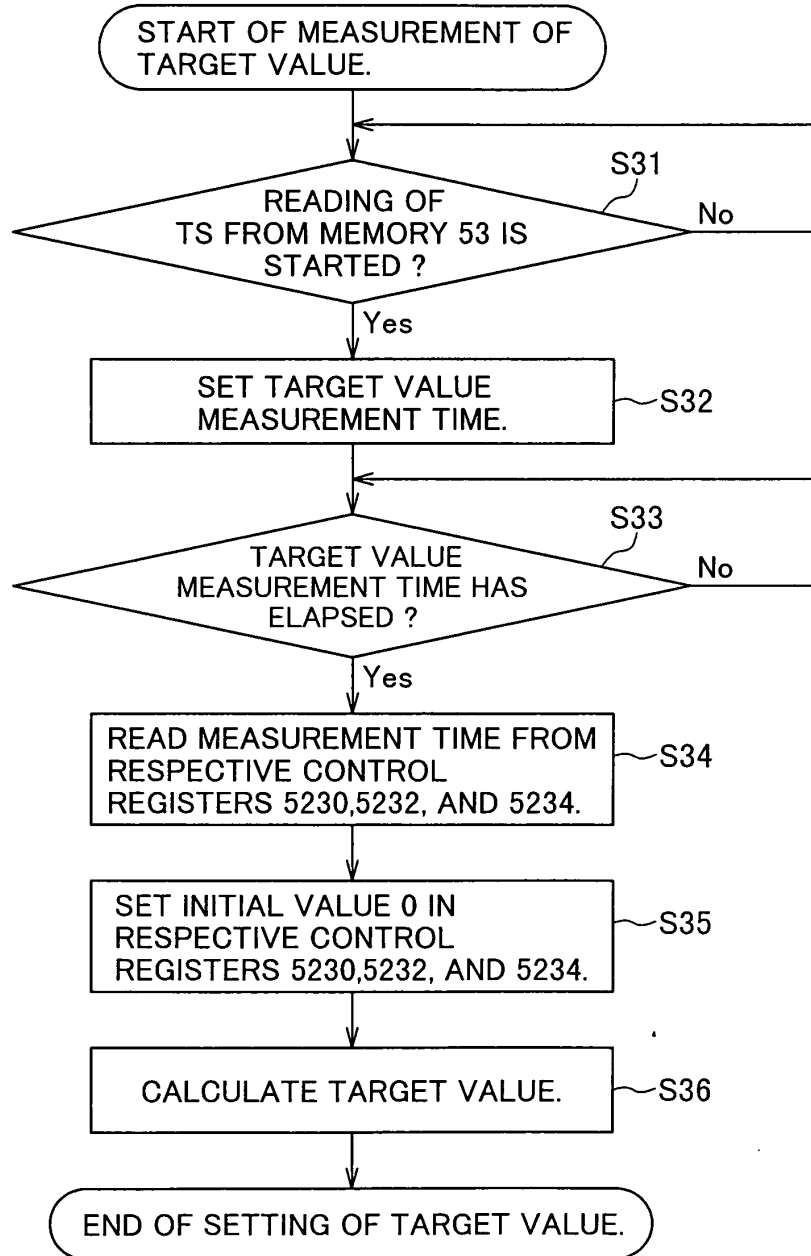 START OF MEASUREMENT OF
TARGET VALUE.
S31
READING OF
TS FROM MEMORY 53 IS
STARTED ?
No
Yes
SET TARGET VALUE
MEASUREMENT TIME.
S32
S33
TARGET VALUE
MEASUREMENT TIME HAS
ELAPSED ?
No
Yes
READ MEASUREMENT TIME FROM
RESPECTIVE CONTROL
REGISTERS 5230,5232, AND 5234.
S34
SET INITIAL VALUE 0 IN
RESPECTIVE CONTROL
REGISTERS 5230,5232, AND 5234.
S35
CALCULATE TARGET VALUE.
S36
END OF SETTING OF TARGET VALUE.